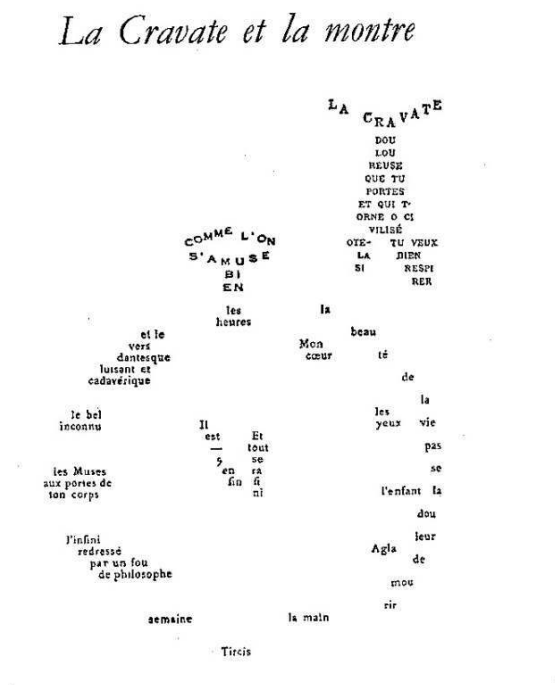 La Cravate et la montre
LA CRAVATE
DOU
LOU
REUSE
QUE TU
PORTES
ET QUI T'
ORNE O CI
VILISÉ
OTE- TU VEUX
LA BIEN
SI RESPI
RER
COMME L'ON
S'AMUSE
BI
EN
les
heures
la
beau
té
de
la
vie
pas
se
la
dou
leur
de
mou
rir
Mon
cœur
les
yeux
l'enfant
Agla
la main
Tircis
semaine
l'infini
redressé
par un fou
de philosophe
les Muses
aux portes de
ton corps
le bel
inconnu
et le
vers
dantesque
luisant et
cadavérique
Il
est
—
5
en
fin
Et
tout
se
ra
fi
ni